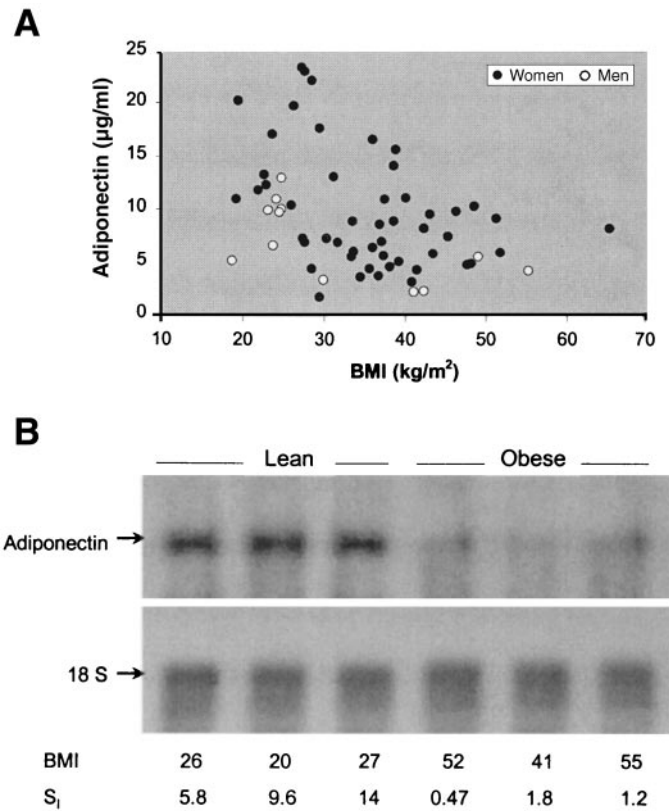 A
Adiponectin (µg/ml)
25
20
15
10
5
0
Women Men
10 20 30 40 50 60 70
BMI (kg/m²)
B
Lean Obese
Adiponectin
18 S
BMI 26 20 27 52 41 55
S_I 5.8 9.6 14 0.47 1.8 1.2